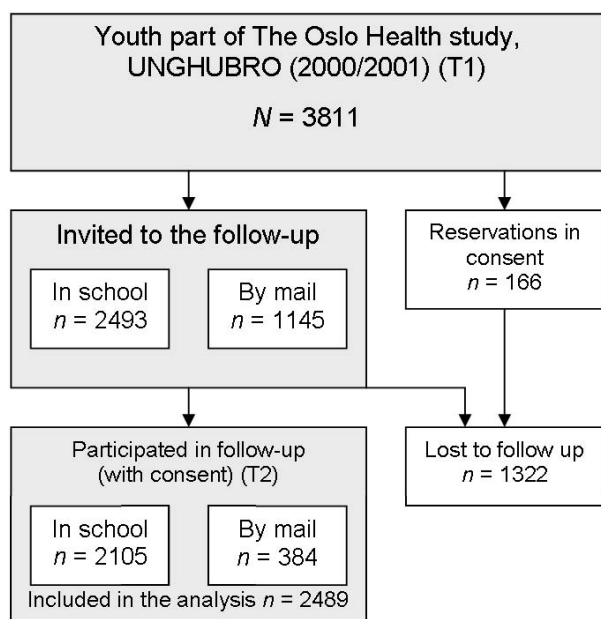 Youth part of The Oslo Health study,
UNGHUBRO (2000/2001) (T1)
N = 3811
Invited to the follow-up
In school
n = 2493
By mail
n = 1145
Reservations in
consent
n = 166
Participated in follow-up
(with consent) (T2)
In school
n = 2105
By mail
n = 384
Included in the analysis n = 2489
Lost to follow up
n = 1322